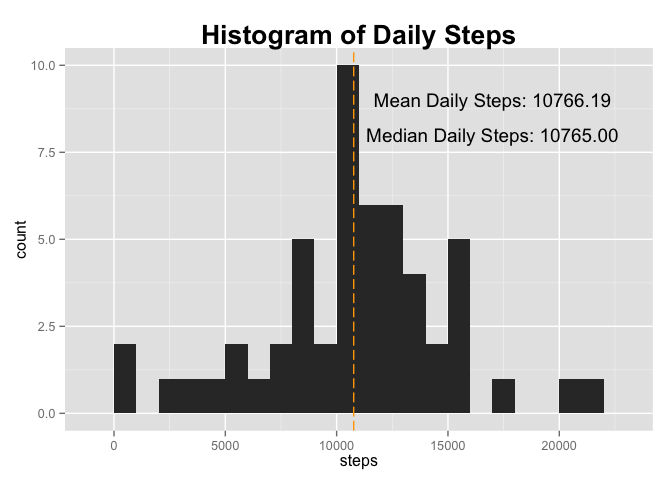 Histogram of Daily Steps
10.0
Mean Daily Steps: 10766.19
Median Daily Steps: 10765.00
7.5
count
5.0
2.5
0.0
0 5000 10000 15000 20000
steps